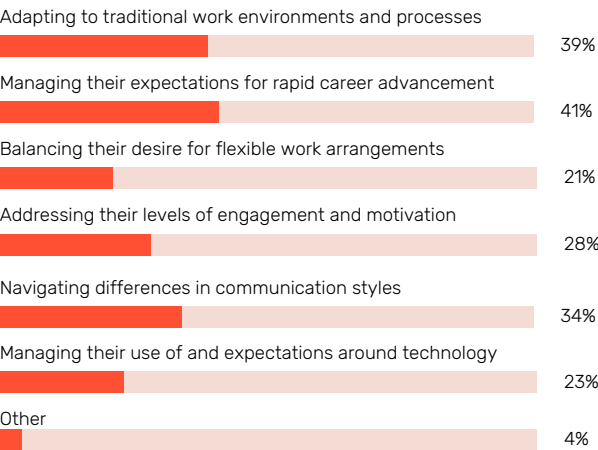 Adapting to traditional work environments and processes
39%
Managing their expectations for rapid career advancement
41%
Balancing their desire for flexible work arrangements
21%
Addressing their levels of engagement and motivation
28%
Navigating differences in communication styles
34%
Managing their use of and expectations around technology
23%
Other
4%